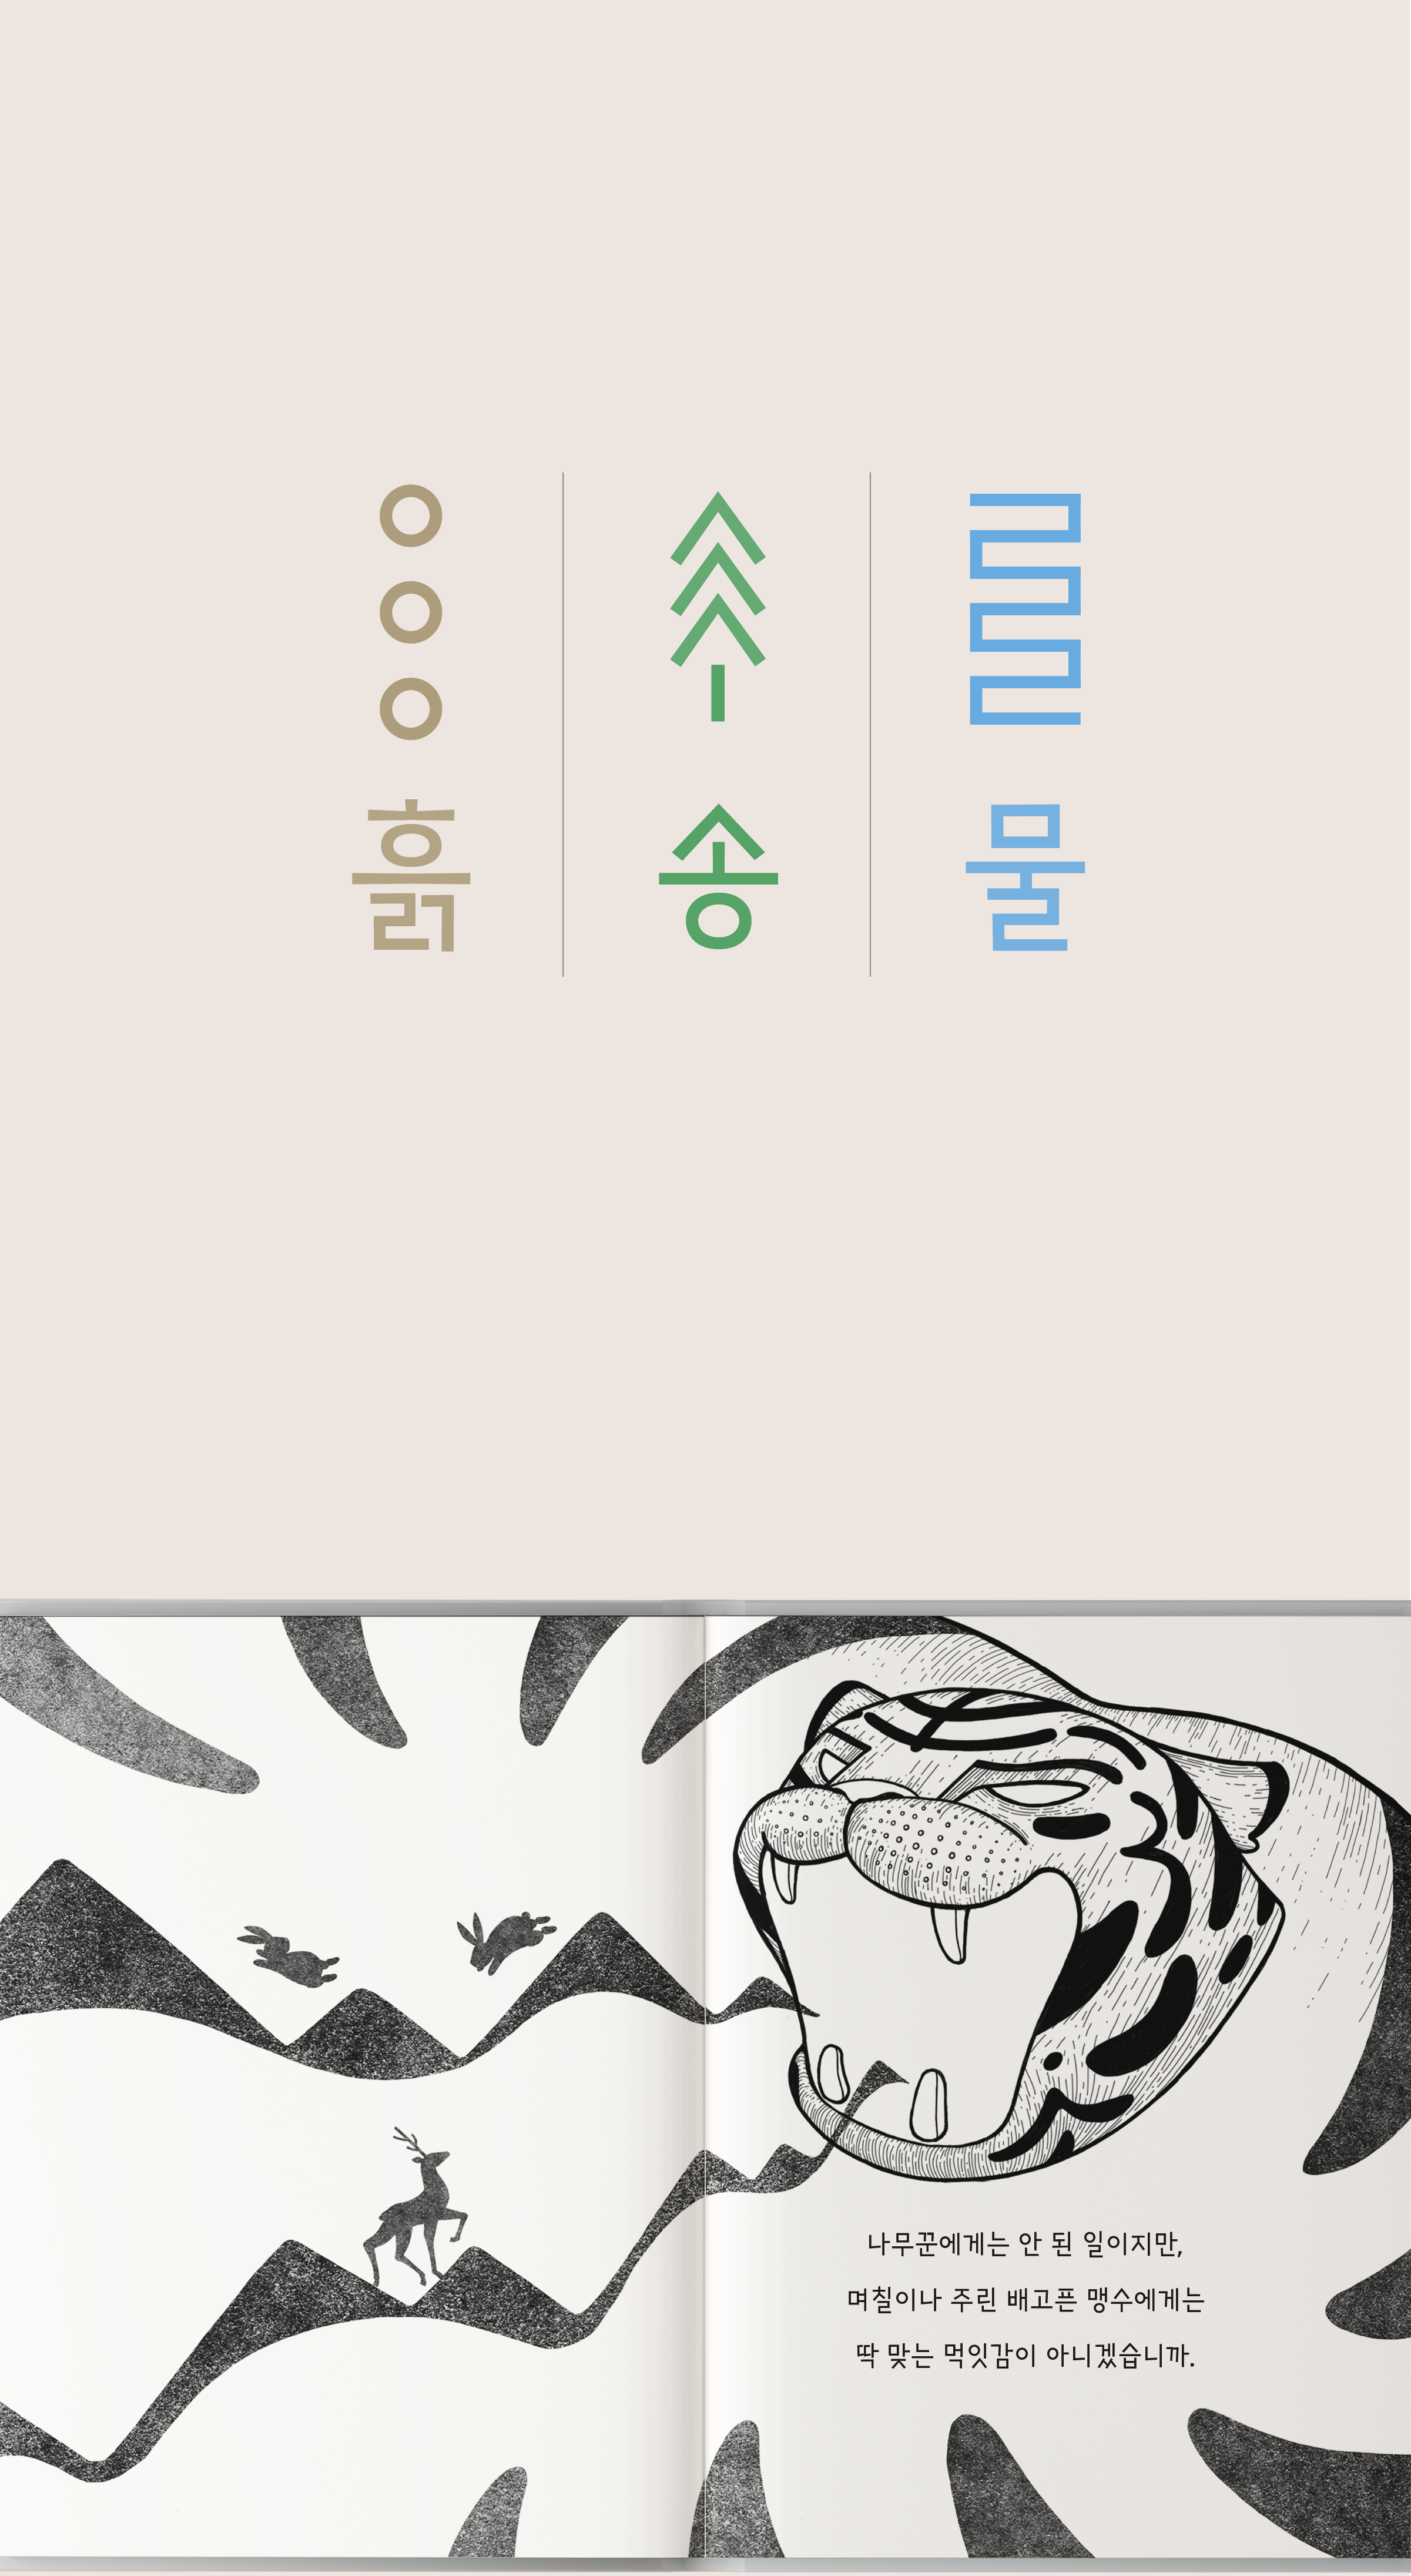 흙
송
물
나무꾼에게는 안 된 일이지만,
며칠이나 주린 배고픈 맹수에게는
딱 맞는 먹잇감이 아니겠습니까.